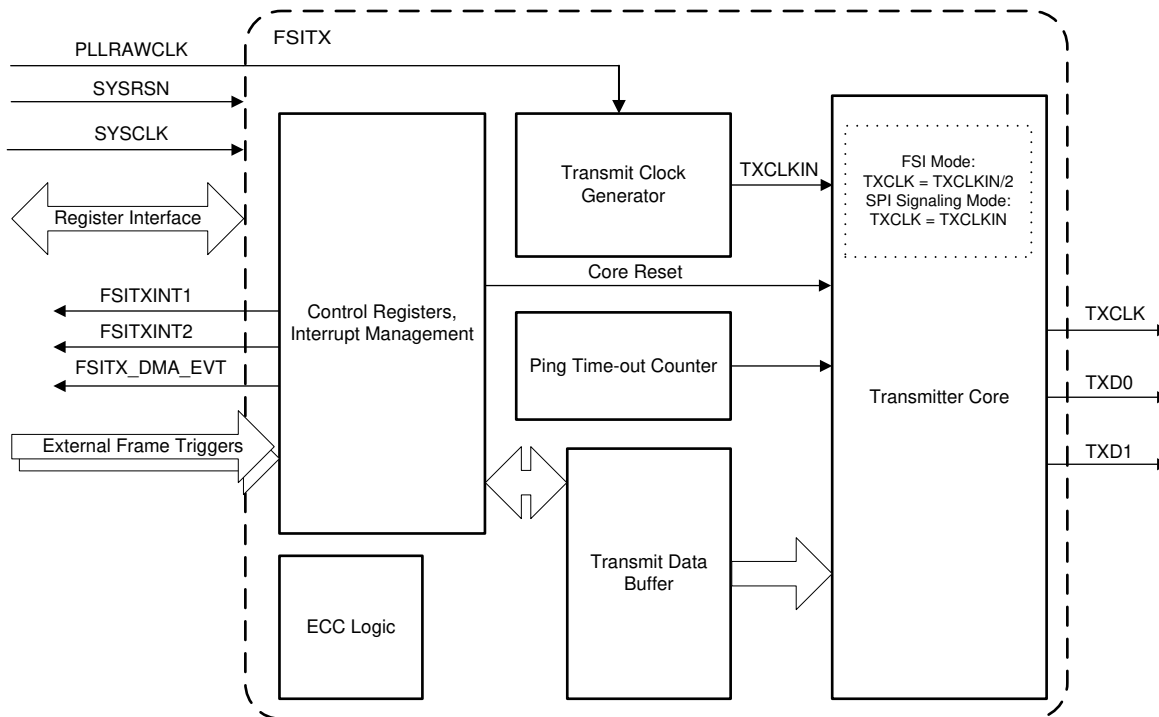 FSITX
PLLRAWCLK
SYSRSN
SYSCLK
Register Interface
FSITXINT1
FSITXINT2
FSITX_DMA_EVT
External Frame Triggers
Control Registers,
Interrupt Management
ECC Logic
Transmit Clock
Generator
TXCLKIN
Core Reset
Ping Time-out Counter
Transmit Data
Buffer
FSI Mode:
TXCLK = TXCLKIN/2
SPI Signaling Mode:
TXCLK = TXCLKIN
Transmitter Core
TXCLK
TXD0
TXD1